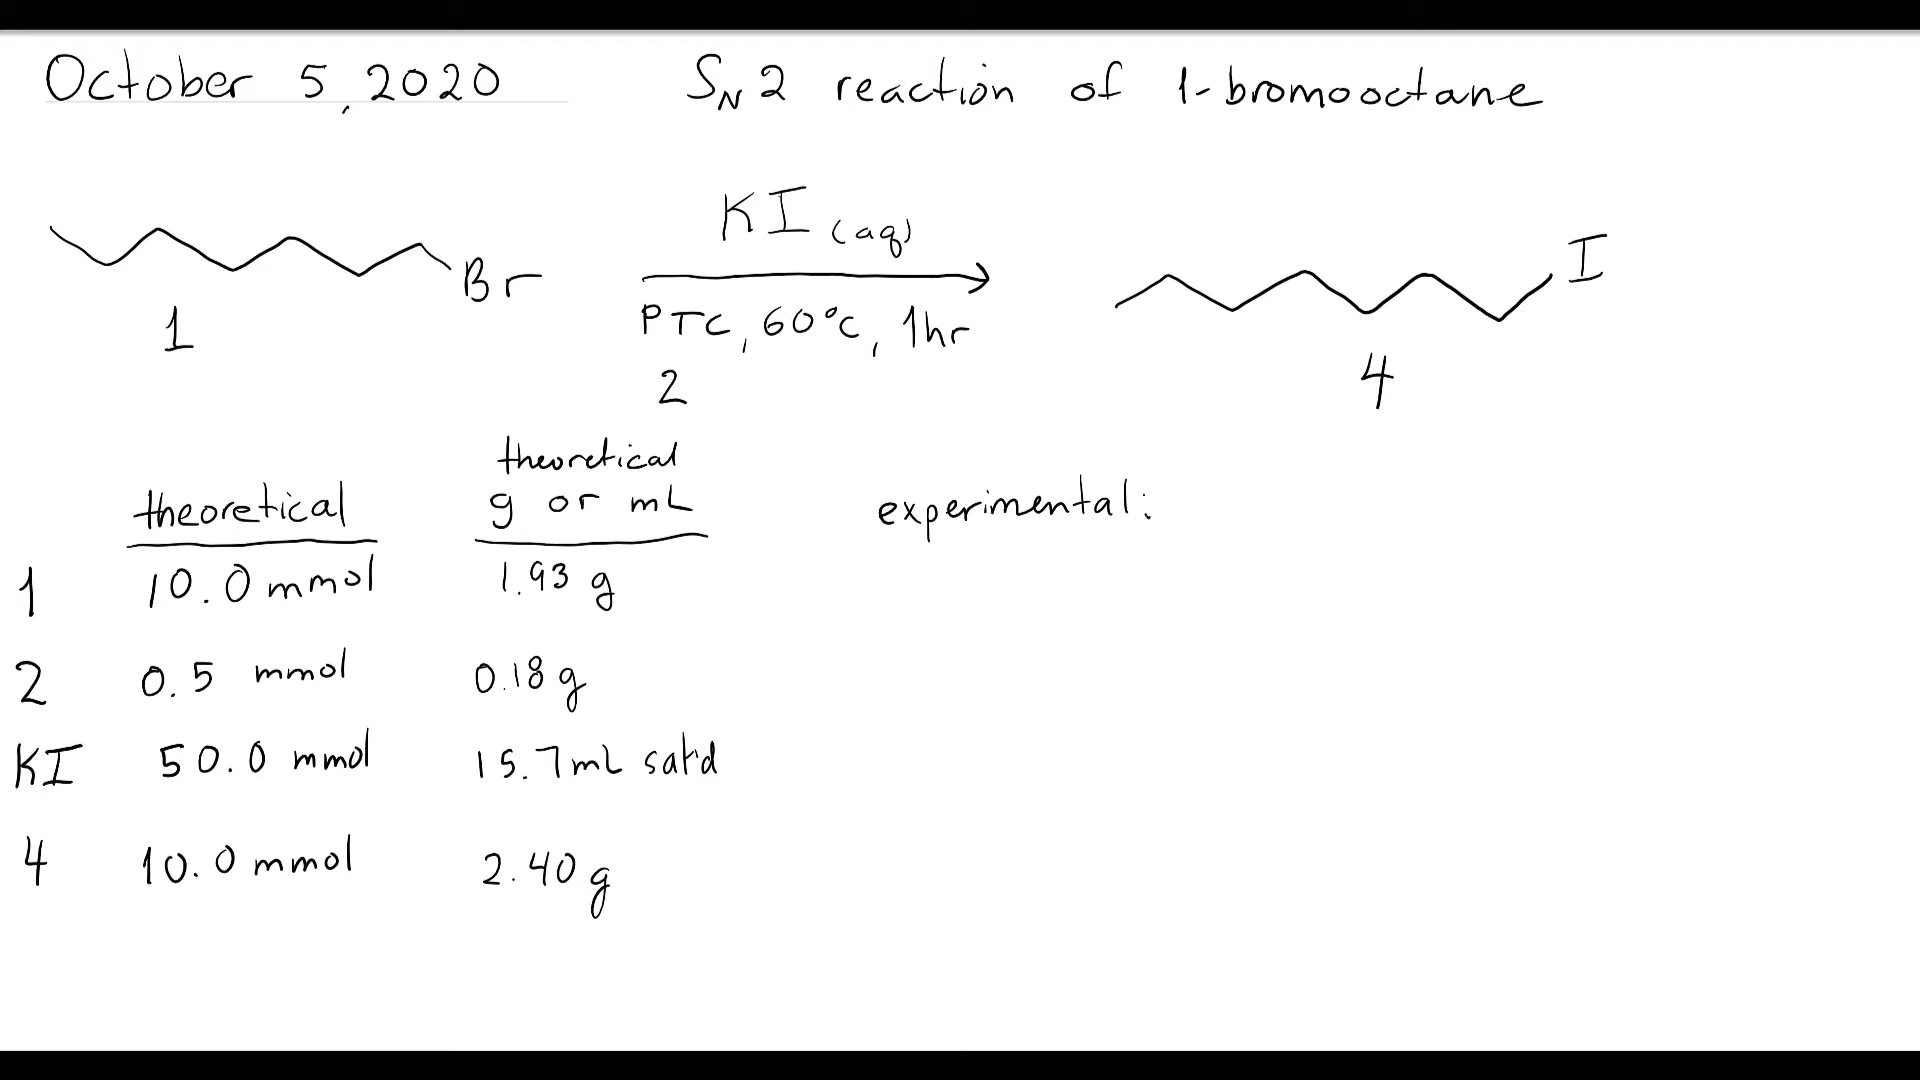 October 5, 2020 SN2 reaction of 1-bromooctane
KI (aq)
Br
I
1
PTC, 60°C, 1hr
2
4
theoretical
theoretical g or mL experimental:
1 10.0 mmol 1.93 g
2 0.5 mmol 0.18 g
KI 50.0 mmol 15.7mL sat'd
4 10.0 mmol 2.40 g